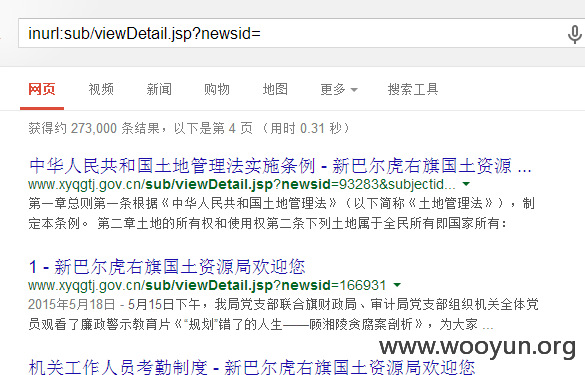 inurl:sub/viewDetail.jsp?newsid=
网页 视频 新闻 购物 地图 更多 搜索工具
获得约 273,000 条结果，以下是第 4 页 （用时 0.31 秒）
中华人民共和国土地管理法实施条例 - 新巴尔虎右旗国土资源 ...
www.xyqgtj.gov.cn/sub/viewDetail.jsp?newsid=93283&subjectid...
第一章总则第一条根据《中华人民共和国土地管理法》（以下简称《土地管理法》），制
定本条例。 第二章土地的所有权和使用权第二条下列土地属于全民所有即国家所有：
1 - 新巴尔虎右旗国土资源局欢迎您
www.xyqgtj.gov.cn/sub/viewDetail.jsp?newsid=166931
2015年5月18日 - 5月15日下午，我局党支部联合旗财政局、审计局党支部组织机关全体党
员观看了廉政警示教育片《“规划”错了的人生——顾湘陵贪腐案剖析》，为大家 ...
机关工作人员考勤制度 - 新巴尔虎右旗国土资源局欢迎您
www.wooyun.org